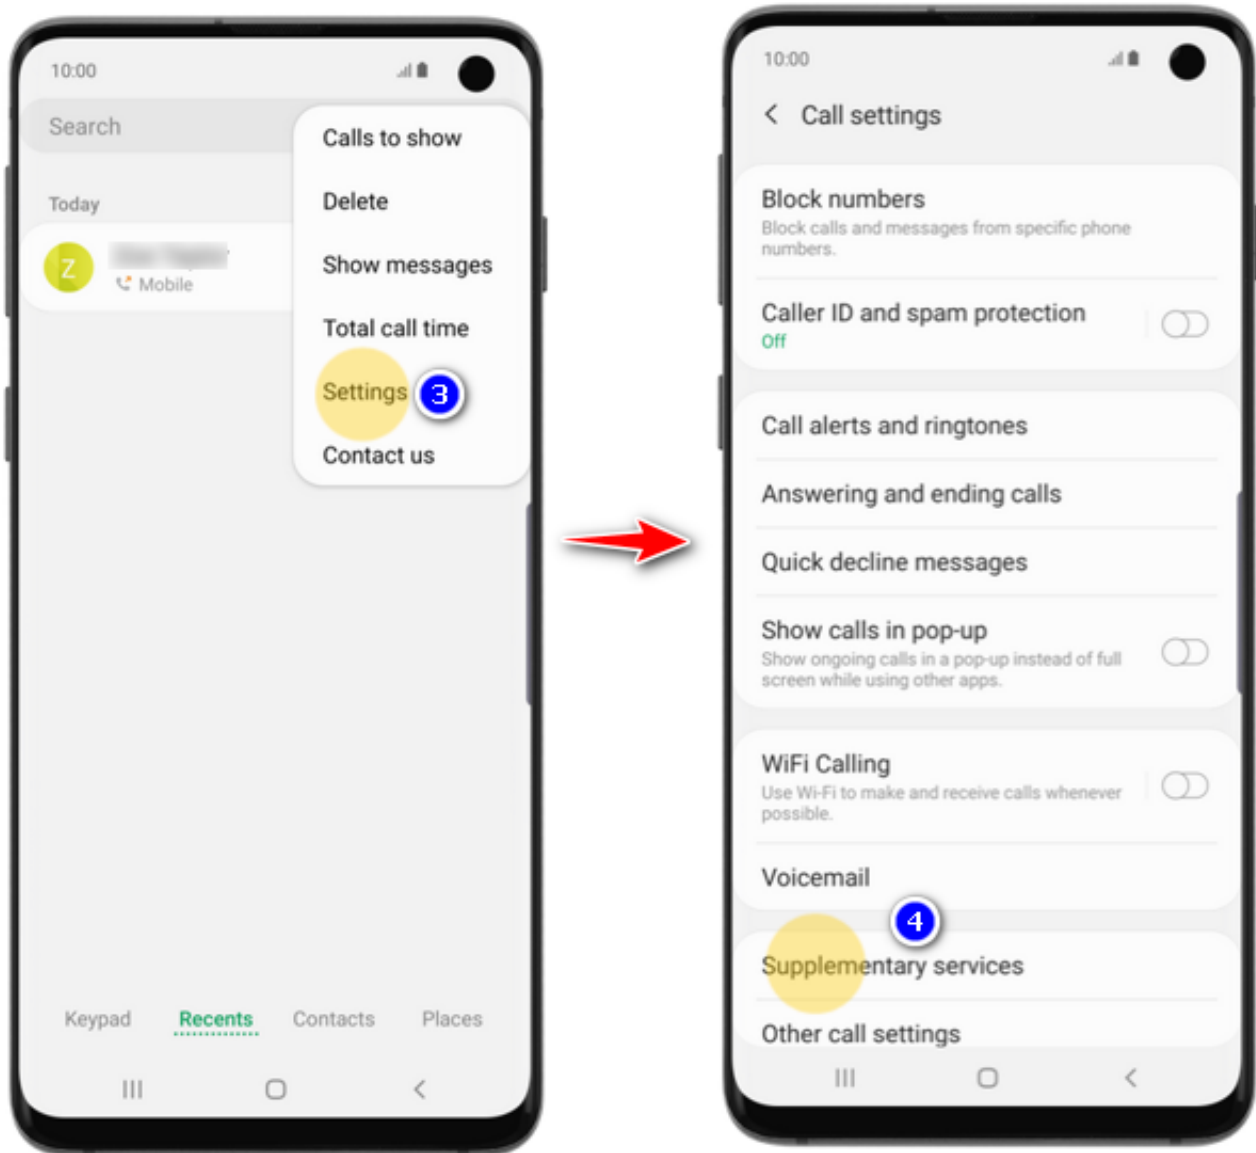 10:00
Search
Calls to show
Delete
Show messages
Total call time
Settings
3
Contact us
Today
Z
Mobile
Keypad
Recents
Contacts
Places
10:00
Call settings
Block numbers
Block calls and messages from specific phone
numbers.
Caller ID and spam protection
Off
Call alerts and ringtones
Answering and ending calls
Quick decline messages
Show calls in pop-up
Show ongoing calls in a pop-up instead of full
screen while using other apps.
WiFi Calling
Use Wi-Fi to make and receive calls whenever
possible.
Voicemail
4
Supplementary services
Other call settings